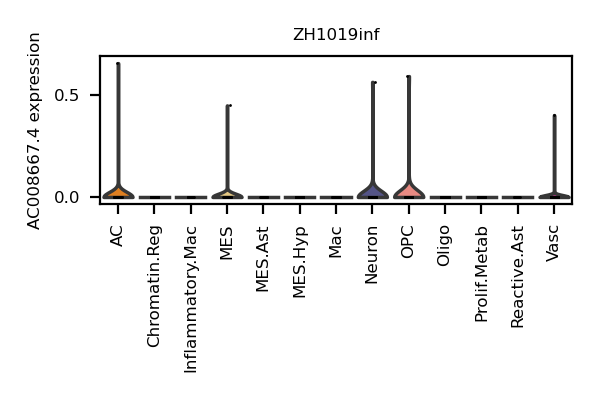 ZH1019inf
AC008667.4 expression
0.5
0.0
AC
Chromatin.Reg
Inflammatory.Mac
MES
MES.Ast
MES.Hyp
Mac
Neuron
OPC
Oligo
Prolif.Metab
Reactive.Ast
Vasc